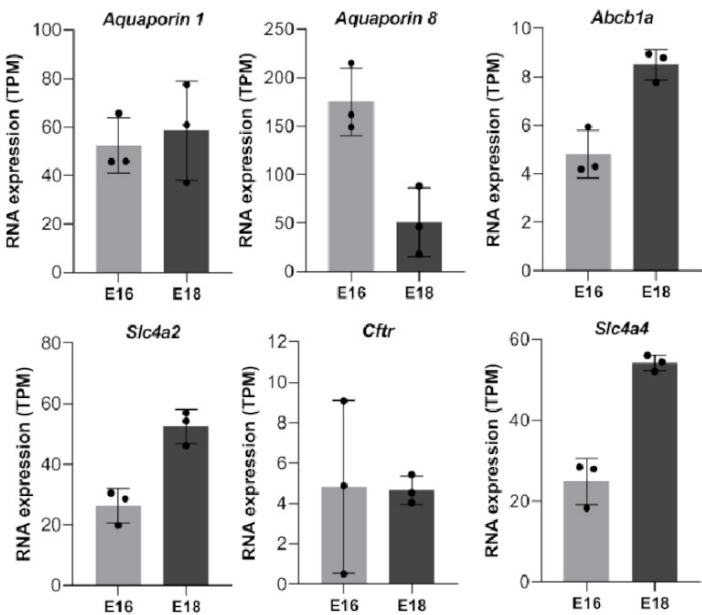 Aquaporin 1
RNA expression (TPM)
100
80
60
40
20
0
E16
E18
Aquaporin 8
RNA expression (TPM)
250
200
150
100
50
0
E16
E18
Abcb1a
RNA expression (TPM)
10
8
6
4
2
0
E16
E18
Slc4a2
RNA expression (TPM)
80
60
40
20
0
E16
E18
Cftr
RNA expression (TPM)
12
10
8
6
4
2
0
E16
E18
Slc4a4
RNA expression (TPM)
60
40
20
0
E16
E18